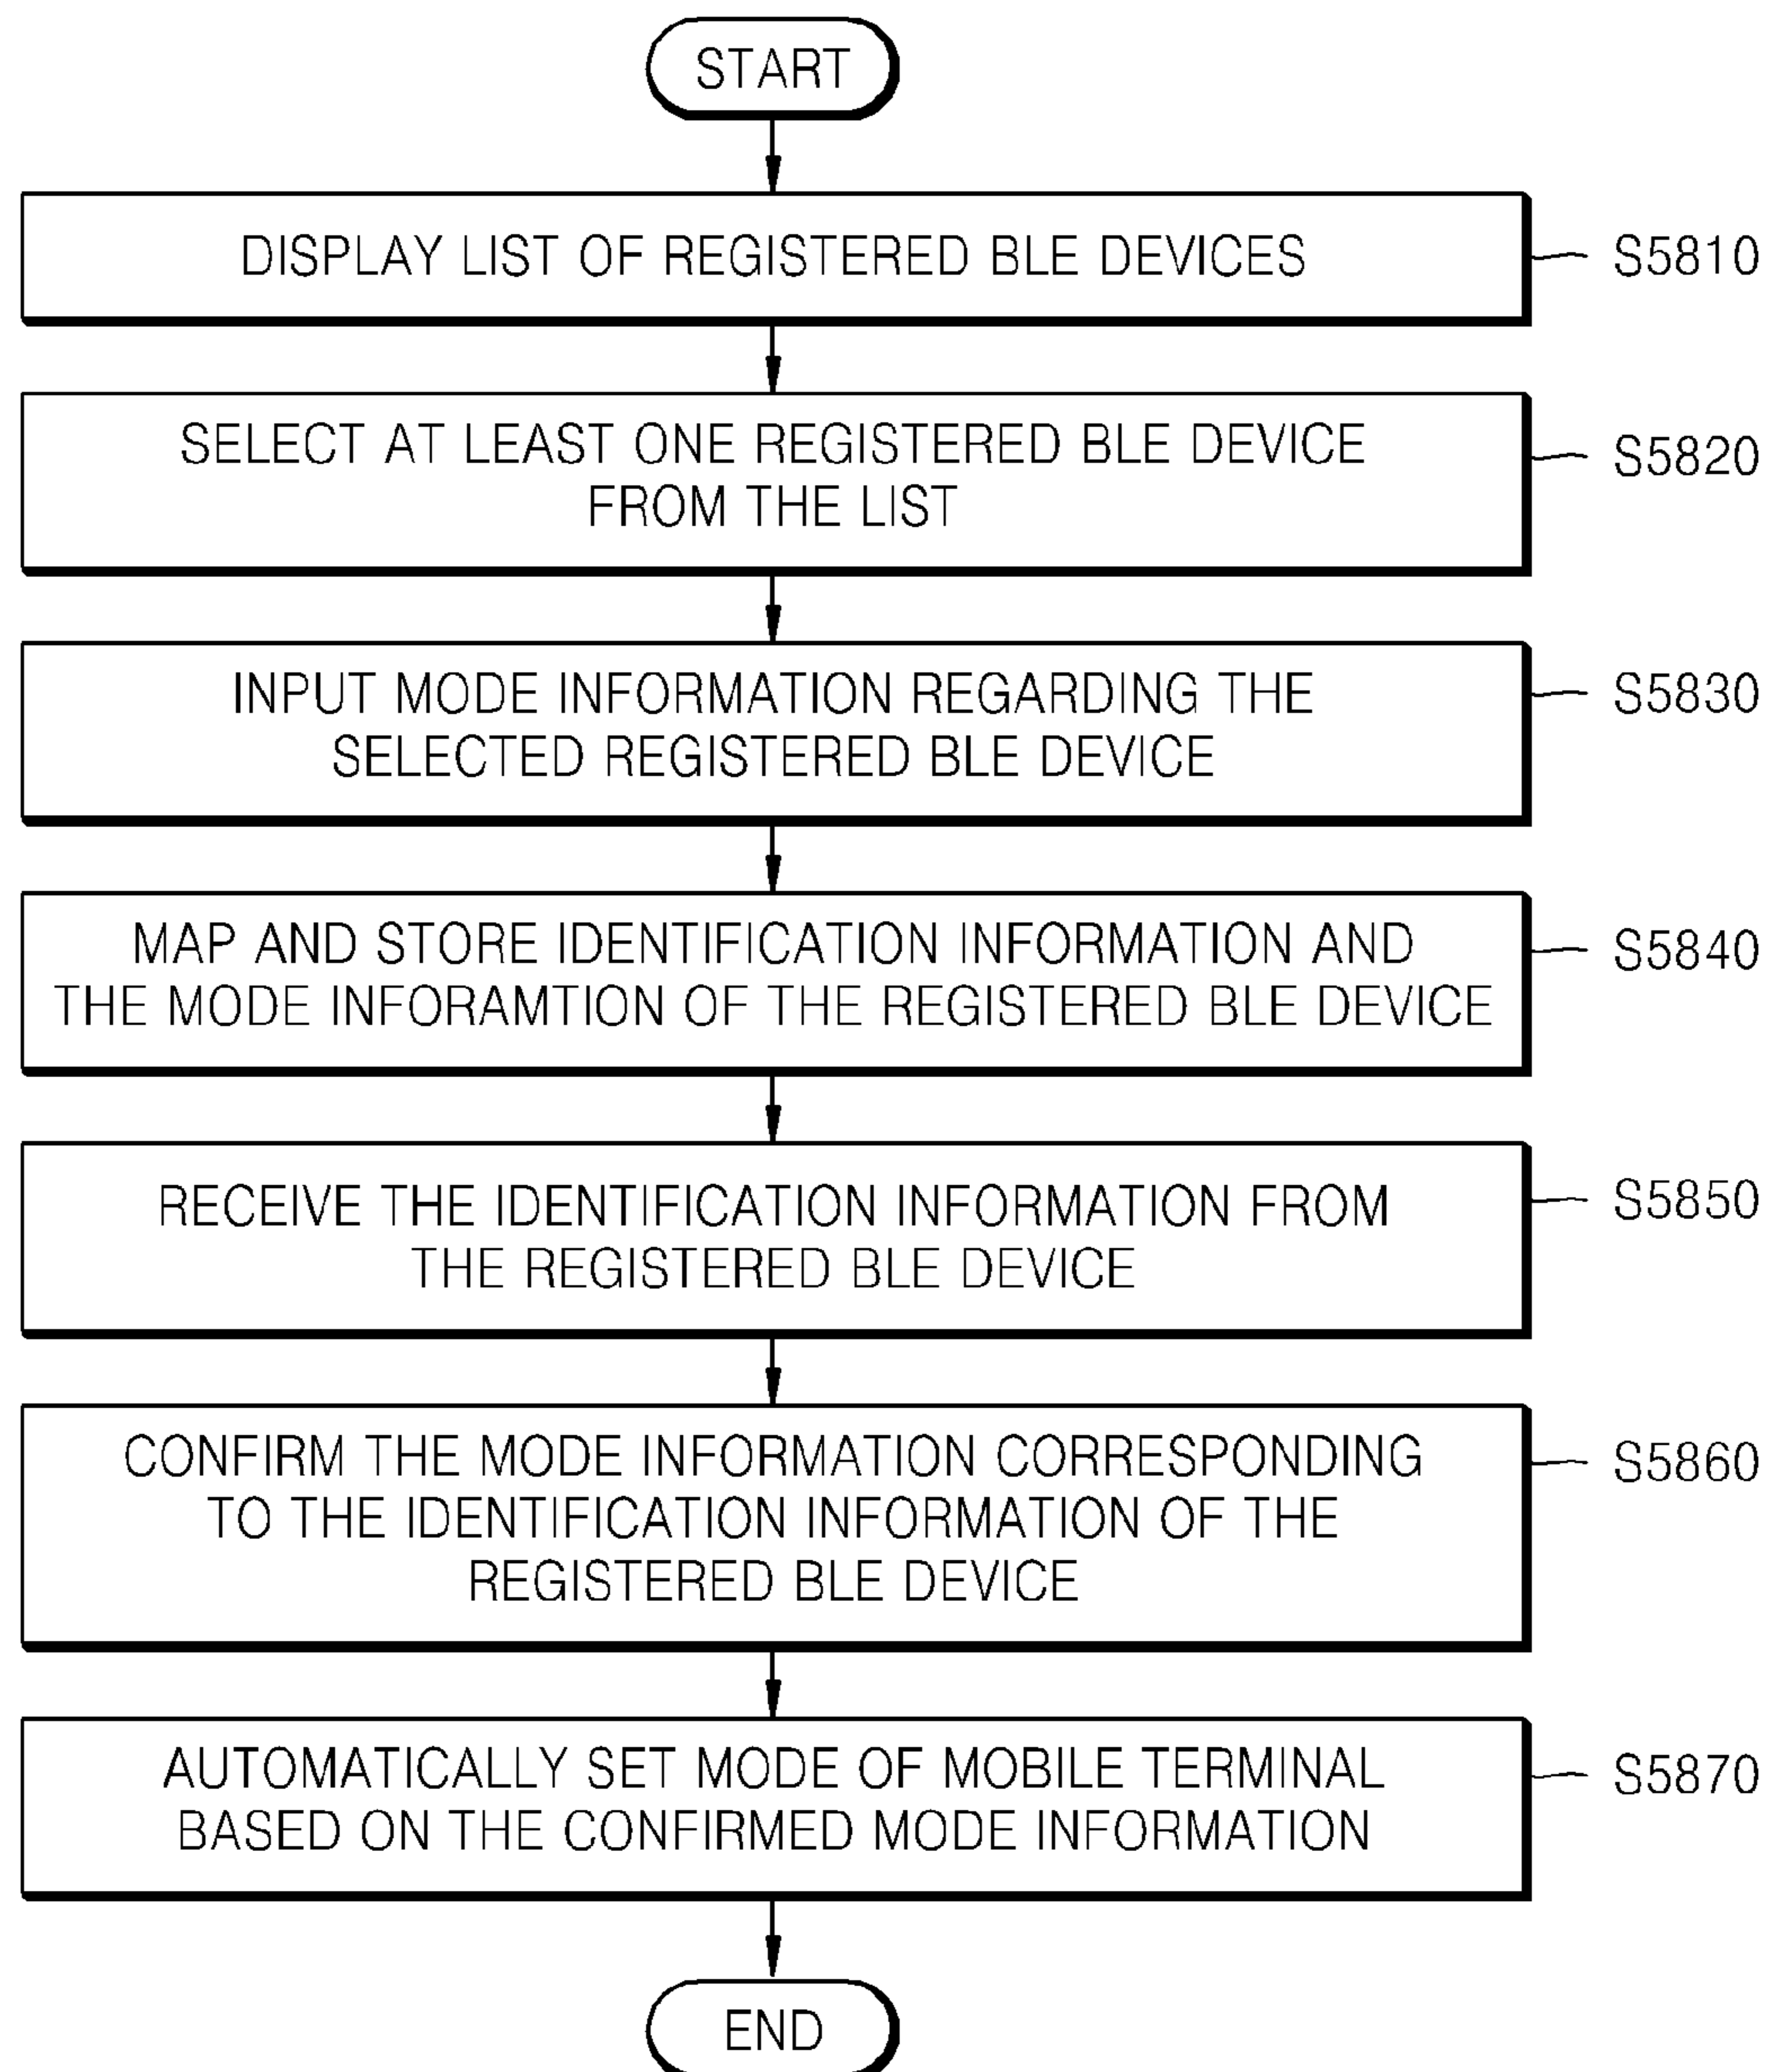 START
DISPLAY LIST OF REGISTERED BLE DEVICES
S5810
SELECT AT LEAST ONE REGISTERED BLE DEVICE
FROM THE LIST
S5820
INPUT MODE INFORMATION REGARDING THE
SELECTED REGISTERED BLE DEVICE
S5830
MAP AND STORE IDENTIFICATION INFORMATION AND
THE MODE INFORAMTION OF THE REGISTERED BLE DEVICE
S5840
RECEIVE THE IDENTIFICATION INFORMATION FROM
THE REGISTERED BLE DEVICE
S5850
CONFIRM THE MODE INFORMATION CORRESPONDING
TO THE IDENTIFICATION INFORMATION OF THE
REGISTERED BLE DEVICE
S5860
AUTOMATICALLY SET MODE OF MOBILE TERMINAL
BASED ON THE CONFIRMED MODE INFORMATION
S5870
END